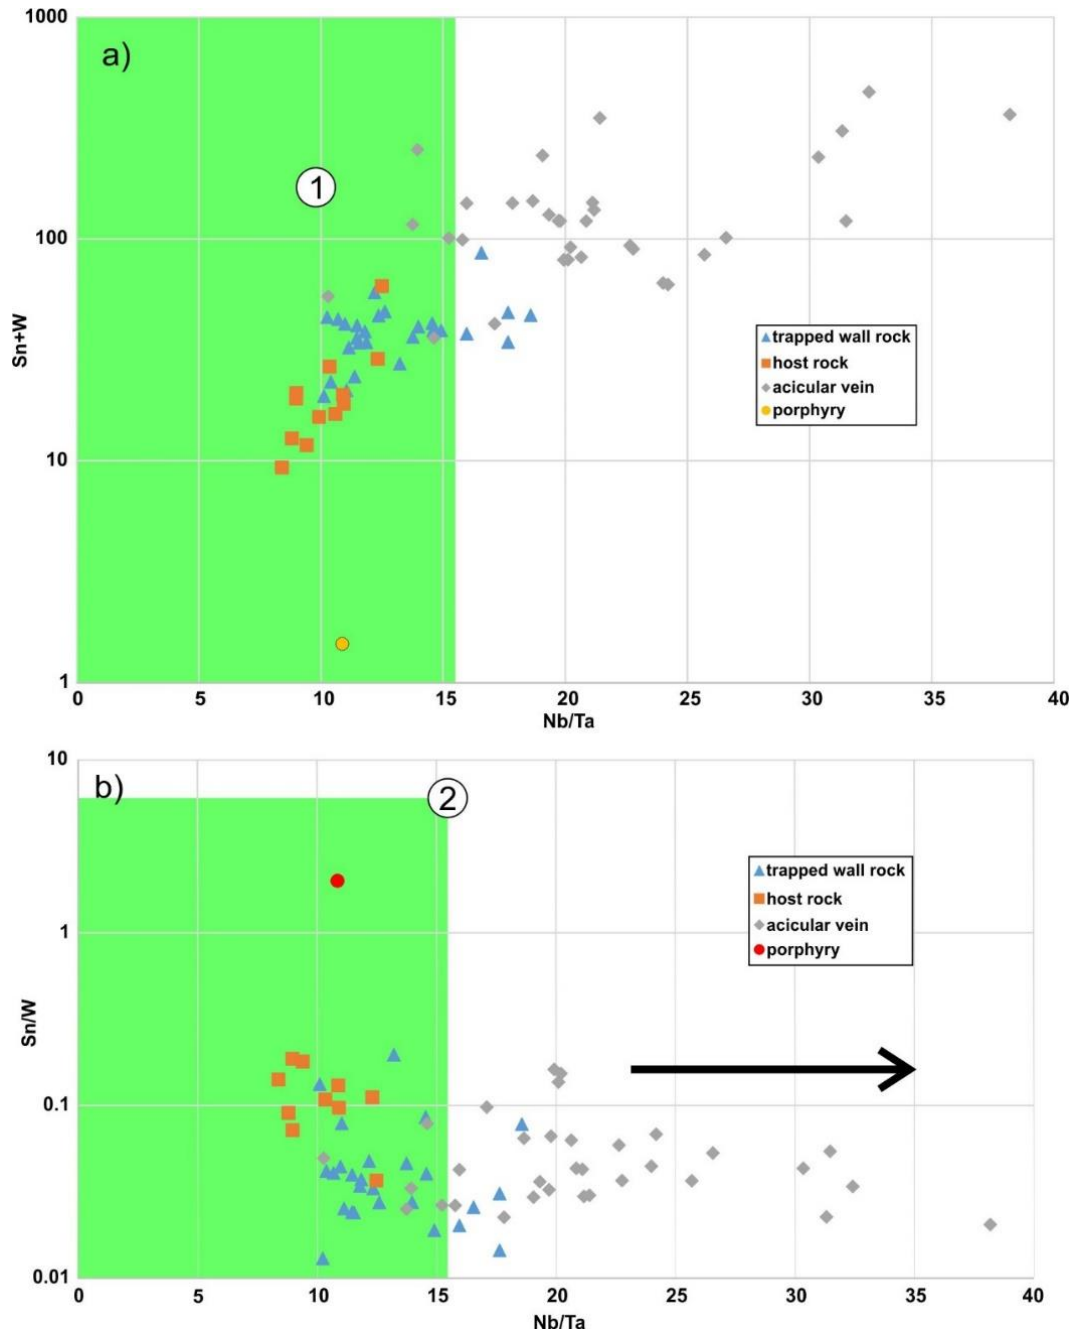 1000
a)
1
100
Sn+W
trapped wall rock
host rock
acicular vein
porphyry
10
1
0 5 10 15 20 25 30 35 40
Nb/Ta
10
b)
2
trapped wall rock
host rock
acicular vein
porphyry
1
Sn/W
0.1
0.01
0 5 10 15 20 25 30 35 40
Nb/Ta